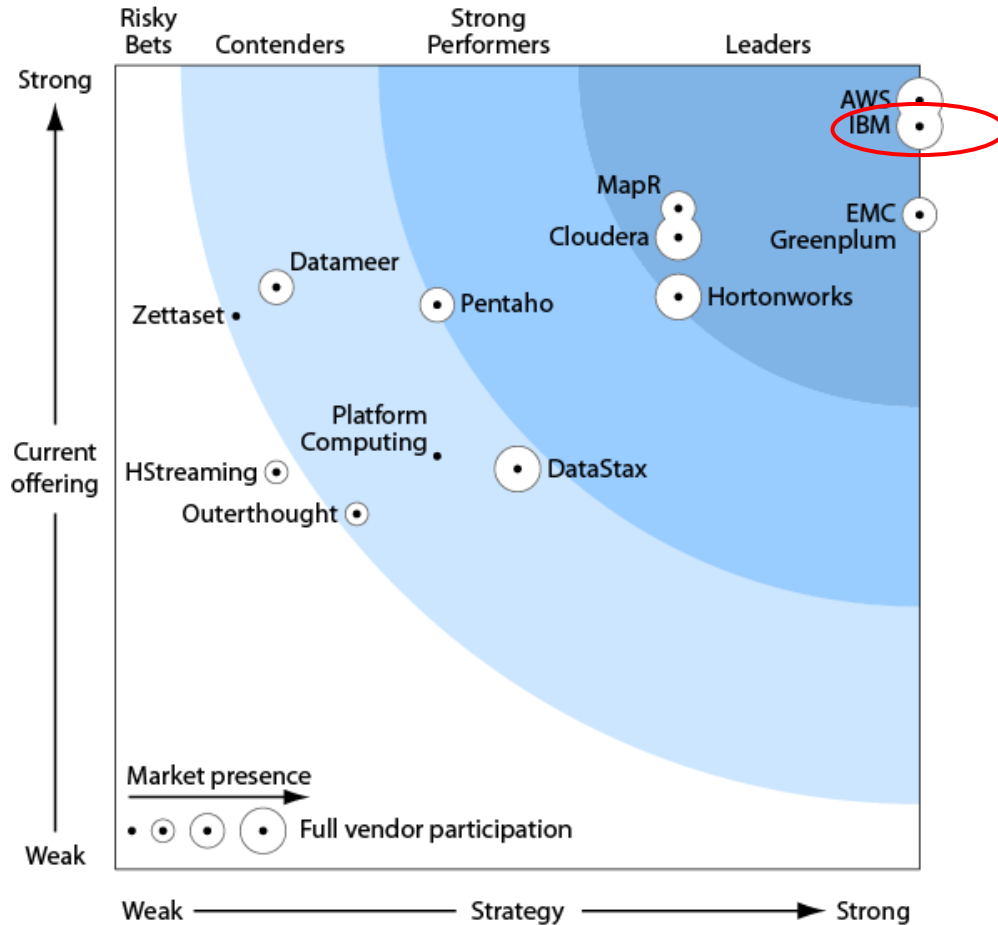 Risky
Bets
Contenders
Strong
Performers
Leaders
Strong
AWS
IBM
MapR
EMC
Greenplum
Cloudera
Datameer
Hortonworks
Pentaho
Zettaset
Platform
Computing
Current
offering
HStreaming
DataStax
Outerthought
Market presence
Full vendor participation
Weak
Weak
Strategy
Strong